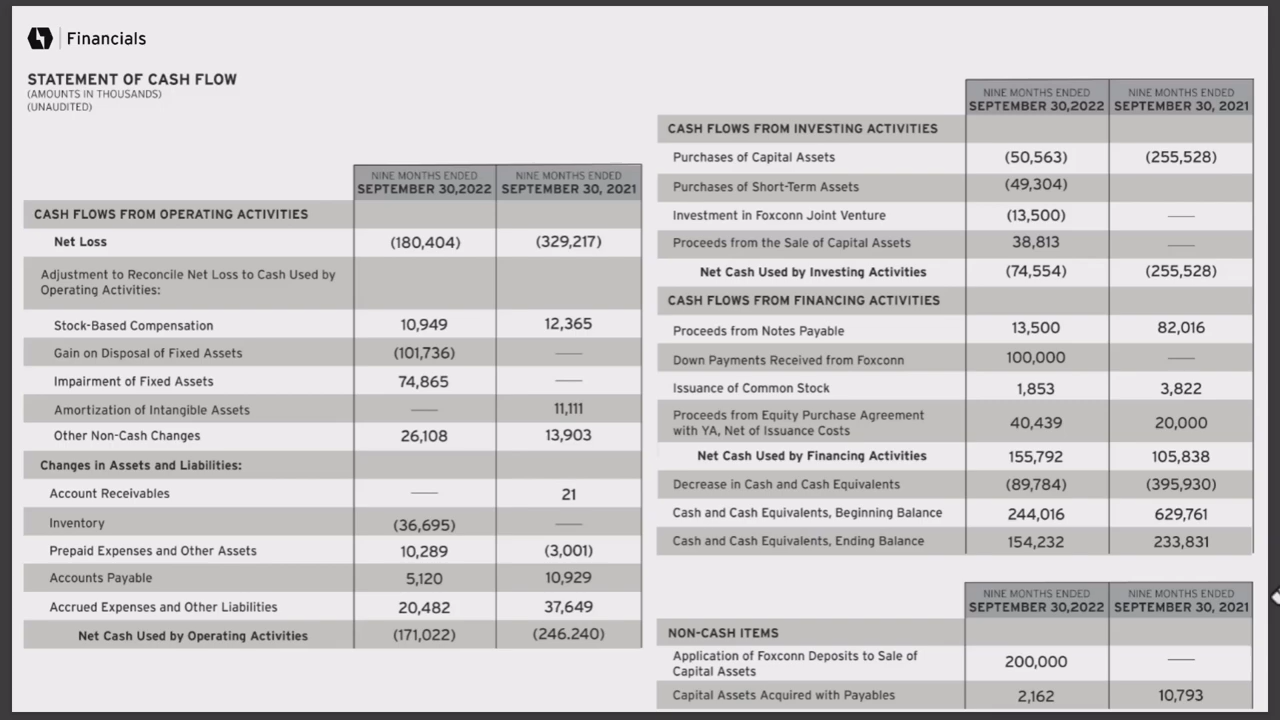 Financials
STATEMENT OF CASH FLOW
(AMOUNTS IN THOUSANDS)
(UNAUDITED)
NINE MONTHS ENDED NINE MONTHS ENDED
SEPTEMBER 30,2022 SEPTEMBER 30, 2021
CASH FLOWS FROM OPERATING ACTIVITIES
Net Loss (180,404) (329,217)
Adjustment to Reconcile Net Loss to Cash Used by
Operating Activities:
Stock-Based Compensation 10,949 12,365
Gain on Disposal of Fixed Assets (101,736) —
Impairment of Fixed Assets 74,865 —
Amortization of Intangible Assets — 11,111
Other Non-Cash Changes 26,108 13,903
Changes in Assets and Liabilities:
Account Receivables — 21
Inventory (36,695) —
Prepaid Expenses and Other Assets 10,289 (3,001)
Accounts Payable 5,120 10,929
Accrued Expenses and Other Liabilities 20,482 37,649
Net Cash Used by Operating Activities (171,022) (246.240)
NINE MONTHS ENDED NINE MONTHS ENDED
SEPTEMBER 30,2022 SEPTEMBER 30, 2021
CASH FLOWS FROM INVESTING ACTIVITIES
Purchases of Capital Assets (50,563) (255,528)
Purchases of Short-Term Assets (49,304)
Investment in Foxconn Joint Venture (13,500) —
Proceeds from the Sale of Capital Assets 38,813 —
Net Cash Used by Investing Activities (74,554) (255,528)
CASH FLOWS FROM FINANCING ACTIVITIES
Proceeds from Notes Payable 13,500 82,016
Down Payments Received from Foxconn 100,000 —
Issuance of Common Stock 1,853 3,822
Proceeds from Equity Purchase Agreement
with YA, Net of Issuance Costs 40,439 20,000
Net Cash Used by Financing Activities 155,792 105,838
Decrease in Cash and Cash Equivalents (89,784) (395,930)
Cash and Cash Equivalents, Beginning Balance 244,016 629,761
Cash and Cash Equivalents, Ending Balance 154,232 233,831
NINE MONTHS ENDED NINE MONTHS ENDED
SEPTEMBER 30,2022 SEPTEMBER 30, 2021
NON-CASH ITEMS
Application of Foxconn Deposits to Sale of
Capital Assets 200,000 —
Capital Assets Acquired with Payables 2,162 10,793